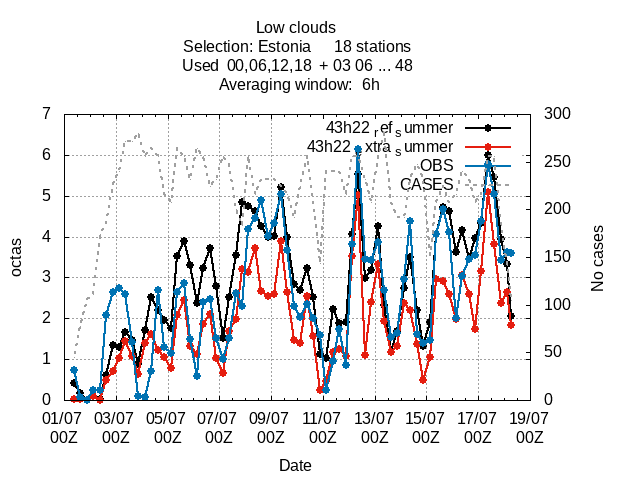 Low clouds
Selection: Estonia 18 stations
Used 00,06,12,18 + 03 06 ... 48
Averaging window: 6h
7 300
43h22_ref_summer
43h22_xtra_summer
6 250
OBS
CASES
5 200
octas
4 No cases
150
3
100
2
1 50
0 0
01/07 03/07 05/07 07/07 09/07 11/07 13/07 15/07 17/07 19/07
00Z 00Z 00Z 00Z 00Z 00Z 00Z 00Z 00Z 00Z
Date